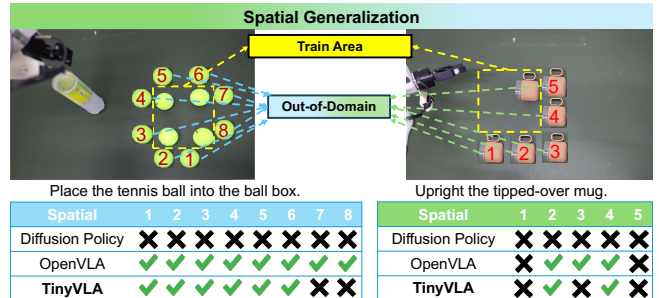 Spatial Generalization
Train Area
Out-of-Domain
5 6
4 7
3 8
2 1
5
4
1 2 3
Place the tennis ball into the ball box.
Upright the tipped-over mug.
Spatial 1 2 3 4 5 6 7 8
Diffusion Policy ✗ ✗ ✗ ✗ ✗ ✗ ✗ ✗
OpenVLA ✓ ✓ ✓ ✓ ✓ ✓ ✓ ✓
TinyVLA ✓ ✓ ✓ ✓ ✓ ✓ ✗ ✗
Spatial 1 2 3 4 5
Diffusion Policy ✗ ✗ ✗ ✗ ✗
OpenVLA ✗ ✓ ✓ ✓ ✗
TinyVLA ✗ ✓ ✗ ✓ ✗